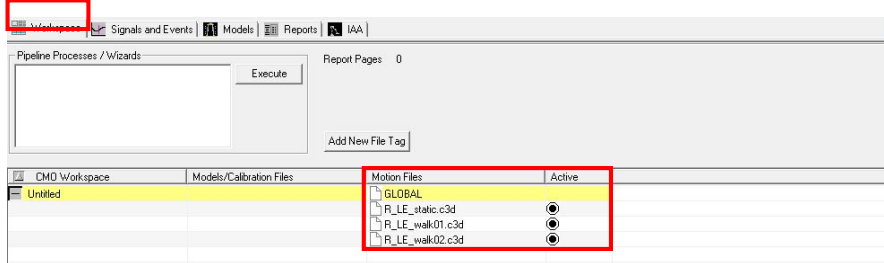 Workspace Signals and Events Models Reports IAA
Pipeline Processes / Wizards
Execute
Report Pages 0
Add New File Tag
CMO Workspace Models/Calibration Files Motion Files Active
Untitled GLOBAL
R_LE_static.c3d
R_LE_walk01.c3d
R_LE_walk02.c3d